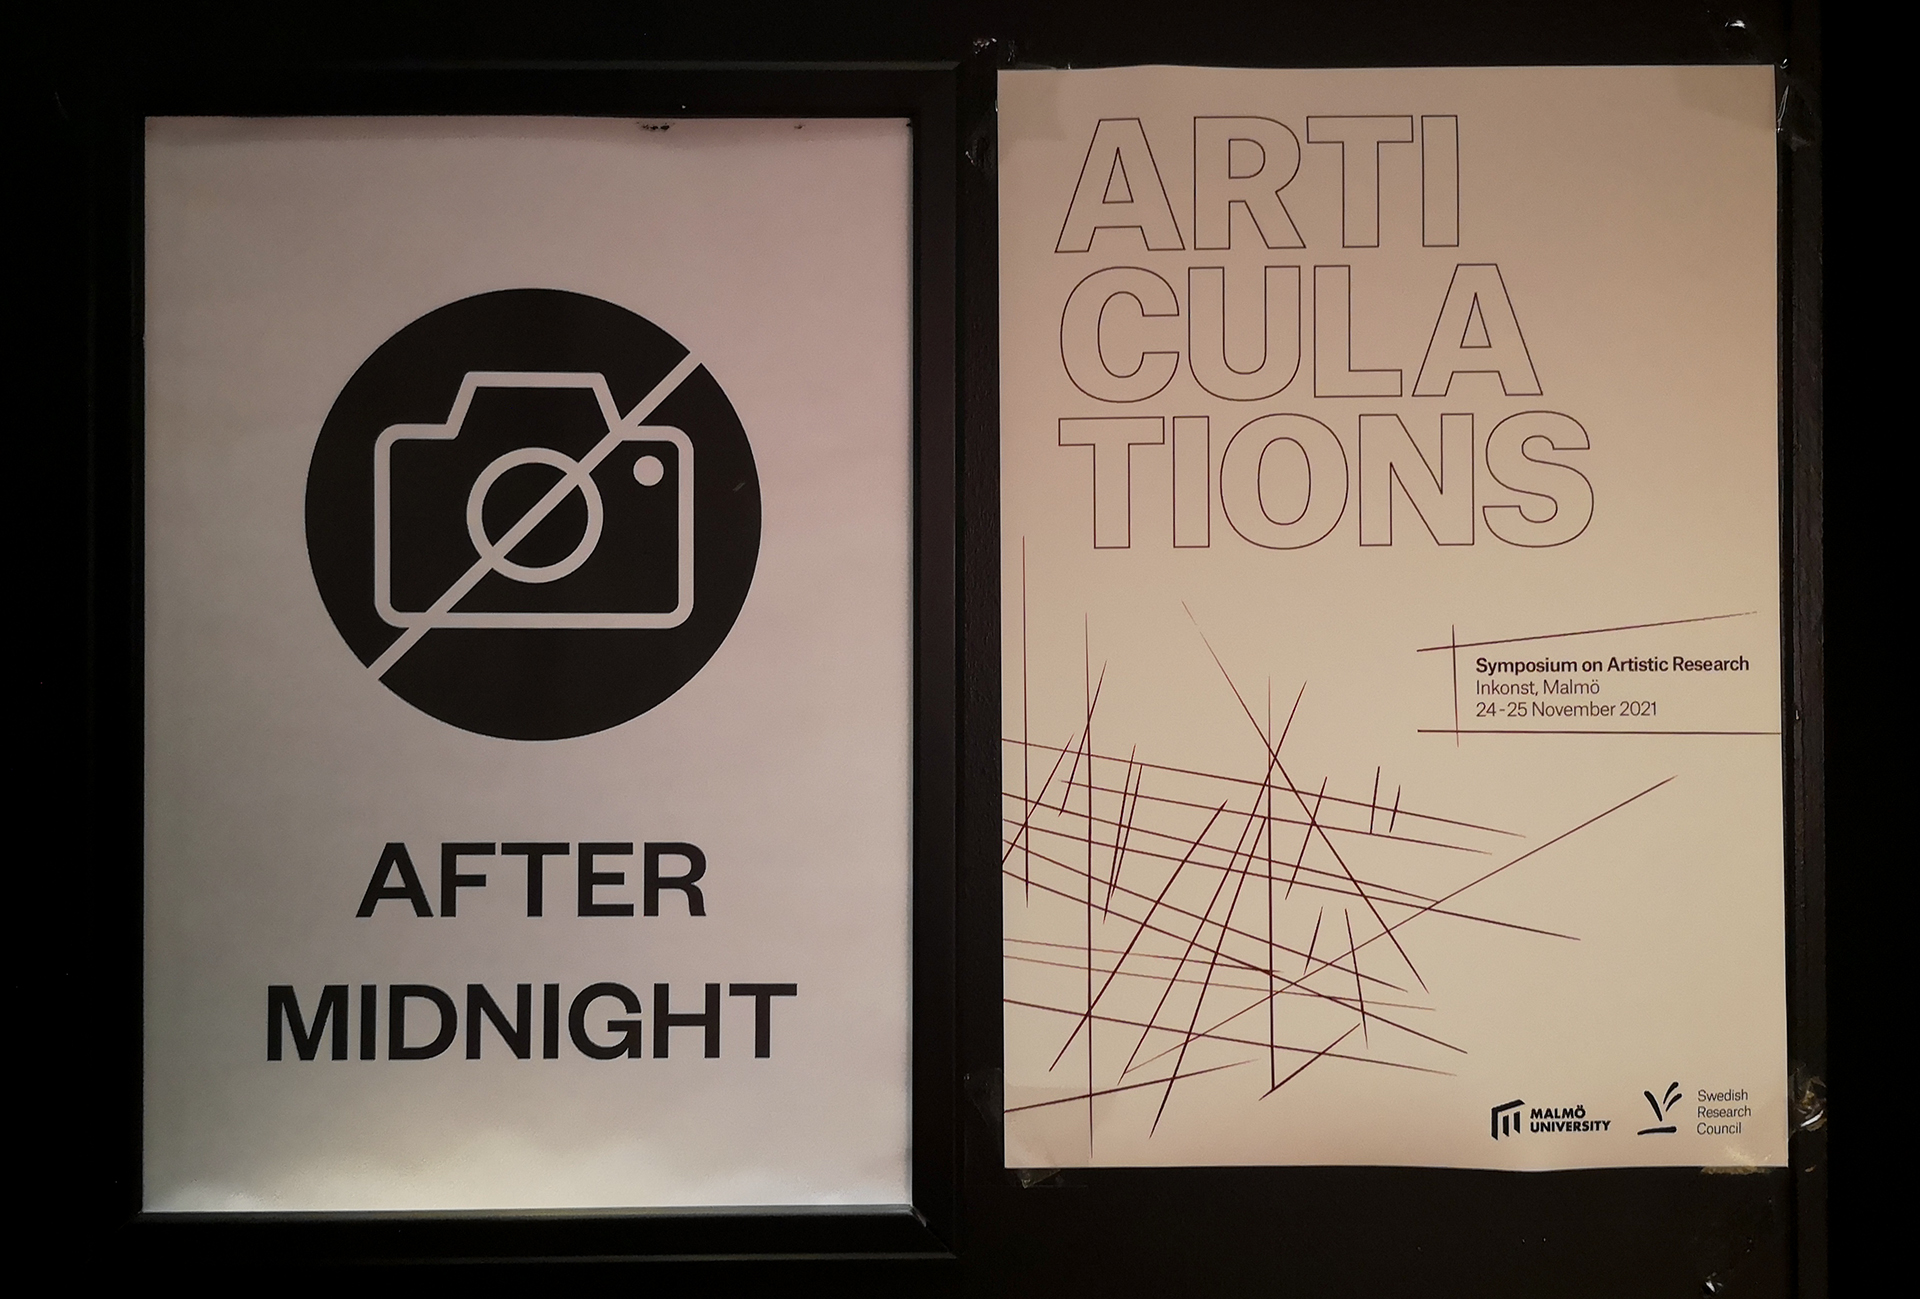 AFTER
MIDNIGHT
ARTI
CULA
TIONS
Symposium on Artistic Research
Inkonst, Malmö
24-25 November 2021
MALMÖ
UNIVERSITY
Swedish
Research
Council